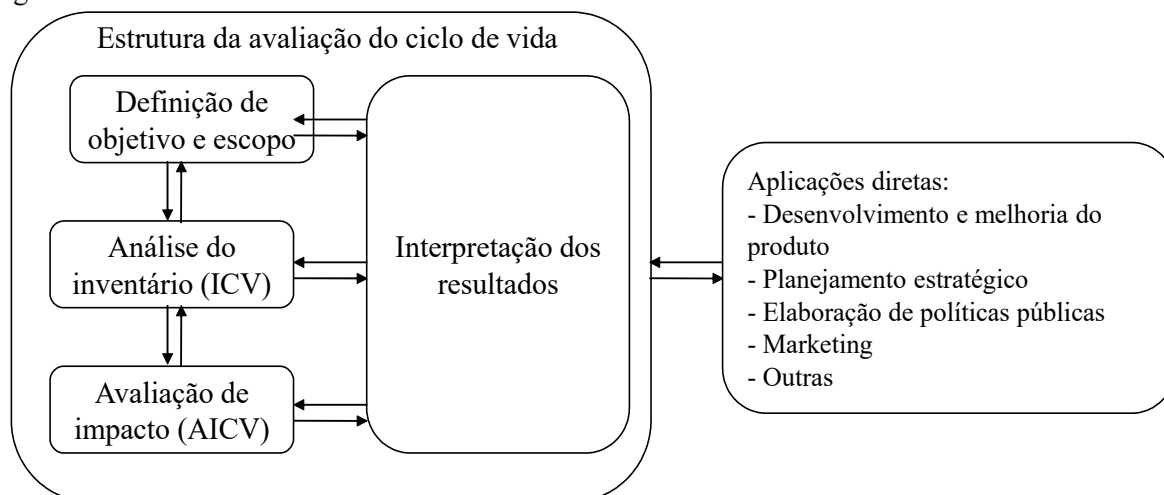 Estrutura da avaliação do ciclo de vida
Definição de
objetivo e escopo
Análise do
inventário (ICV)
Avaliação de
impacto (AICV)
Interpretação dos
resultados
Aplicações diretas:
- Desenvolvimento e melhoria do
produto
- Planejamento estratégico
- Elaboração de políticas públicas
- Marketing
- Outras